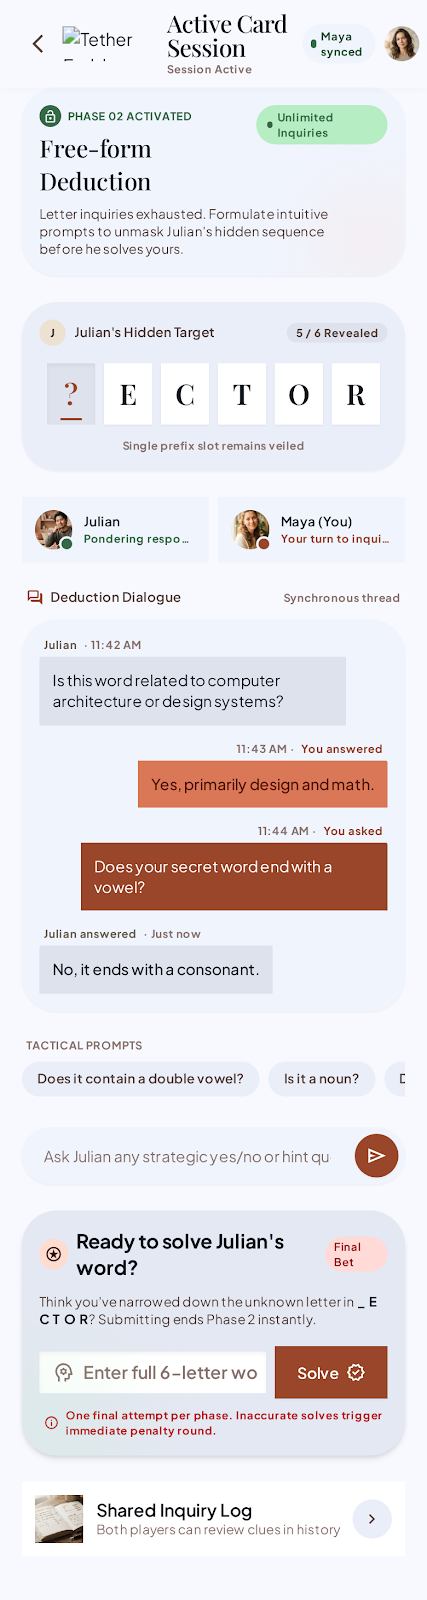 Tether
Active Card
Session
Session Active
Maya
synced
PHASE 02 ACTIVATED
Unlimited
Inquiries
Free-form
Deduction
Letter inquiries exhausted. Formulate intuitive
prompts to unmask Julian's hidden sequence
before he solves yours.
J
Julian's Hidden Target
5 / 6 Revealed
? E C T O R
Single prefix slot remains veiled
Julian
Pondering respo...
Maya (You)
Your turn to inqui...
Deduction Dialogue
Synchronous thread
Julian · 11:42 AM
Is this word related to computer
architecture or design systems?
11:43 AM · You answered
Yes, primarily design and math.
11:44 AM · You asked
Does your secret word end with a
vowel?
Julian answered · Just now
No, it ends with a consonant.
TACTICAL PROMPTS
Does it contain a double vowel?
Is it a noun?
Ask Julian any strategic yes/no or hint qu
Ready to solve Julian's
word?
Final
Bet
Think you've narrowed down the unknown letter in _ E
C T O R? Submitting ends Phase 2 instantly.
Enter full 6-letter wo
Solve
One final attempt per phase. Inaccurate solves trigger
immediate penalty round.
Shared Inquiry Log
Both players can review clues in history